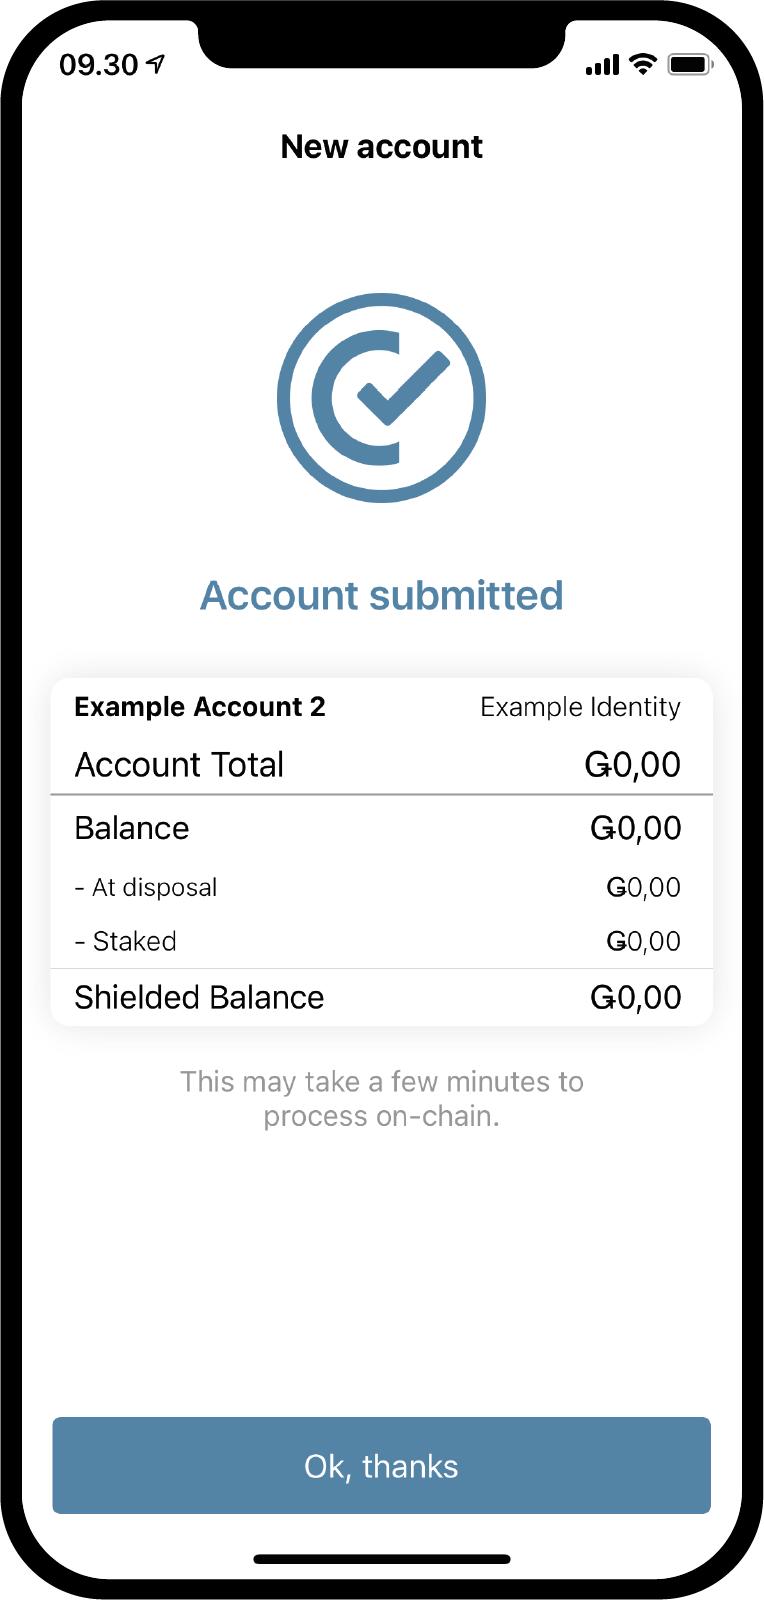 09.30
New account
Account submitted
Example Account 2 Example Identity
Account Total Ǥ0,00
Balance Ǥ0,00
- At disposal Ǥ0,00
- Staked Ǥ0,00
Shielded Balance Ǥ0,00
This may take a few minutes to
process on-chain.
Ok, thanks